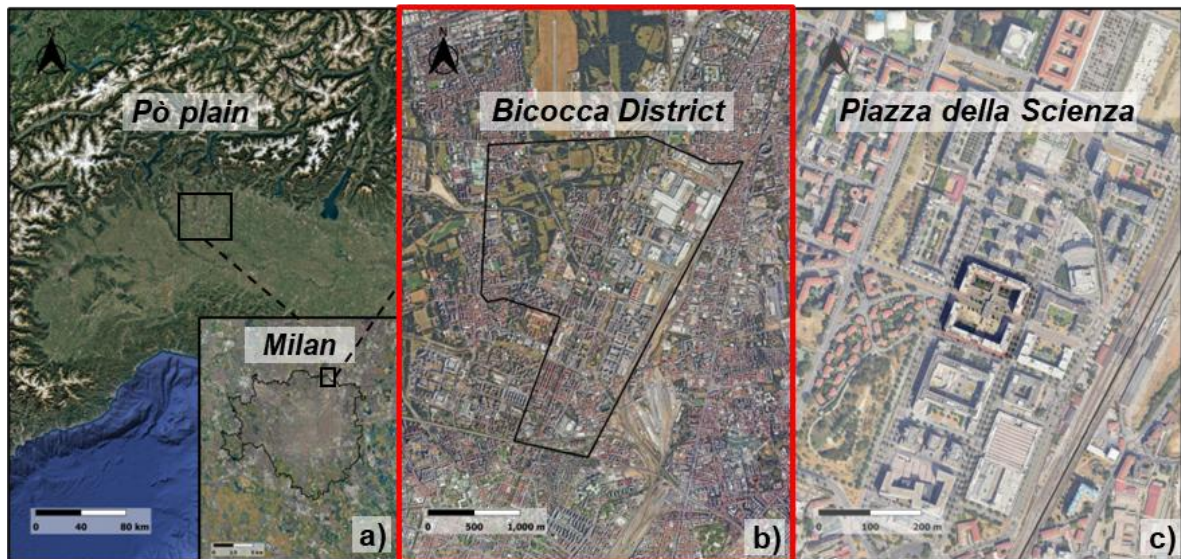 N
Pò plain
Milan
0 40 80 km
a)
N
Bicocca District
0 500 1,000 m
b)
N
Piazza della Scienza
0 100 200 m
c)